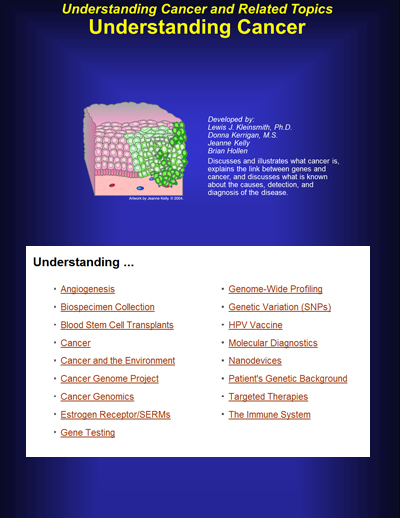 Understanding Cancer and Related Topics
Understanding Cancer
Developed by:
Lewis J. Kleinsmith, Ph.D.
Donna Kerrigan, M.S.
Jeanne Kelly
Brian Hollen
Discusses and illustrates what cancer is,
explains the link between genes and
cancer, and discusses what is known
about the causes, detection, and
diagnosis of the disease.
Artwork by Jeanne Kelly. © 2004.
Understanding ...
Angiogenesis
Biospecimen Collection
Blood Stem Cell Transplants
Cancer
Cancer and the Environment
Cancer Genome Project
Cancer Genomics
Estrogen Receptor/SERMs
Gene Testing
Genome-Wide Profiling
Genetic Variation (SNPs)
HPV Vaccine
Molecular Diagnostics
Nanodevices
Patient's Genetic Background
Targeted Therapies
The Immune System